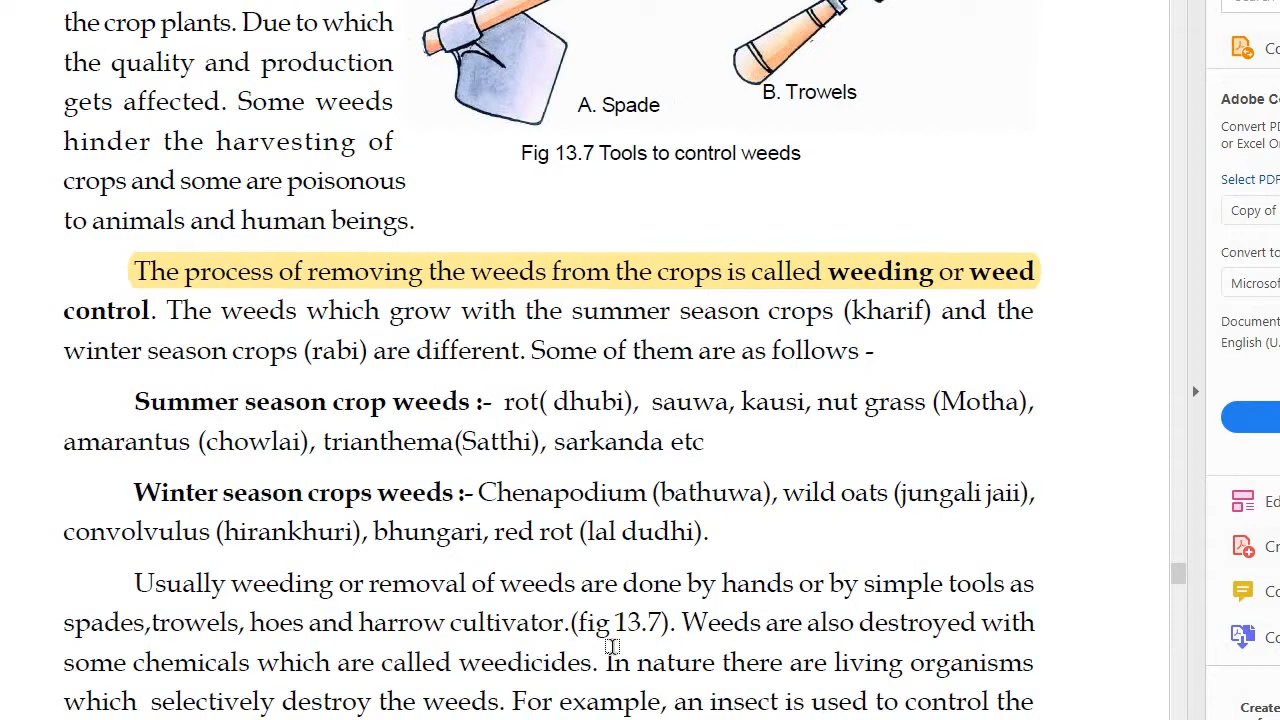 the crop plants. Due to which
the quality and production
gets affected. Some weeds
hinder the harvesting of
crops and some are poisonous
to animals and human beings.
A. Spade
B. Trowels
Fig 13.7 Tools to control weeds
The process of removing the weeds from the crops is called weeding or weed
control. The weeds which grow with the summer season crops (kharif) and the
winter season crops (rabi) are different. Some of them are as follows -
Summer season crop weeds :- rot( dhubi), sauwa, kausi, nut grass (Motha),
amarantus (chowlai), trianthema(Satthi), sarkanda etc
Winter season crops weeds :- Chenapodium (bathuwa), wild oats (jungali jaii),
convolvulus (hirankhuri), bhungari, red rot (lal dudhi).
Usually weeding or removal of weeds are done by hands or by simple tools as
spades,trowels, hoes and harrow cultivator.(fig 13.7). Weeds are also destroyed with
some chemicals which are called weedicides. In nature there are living organisms
which selectively destroy the weeds. For example, an insect is used to control the
Adobe
Convert
or Excel
Select PDF
Copy of
Convert to
Document
English